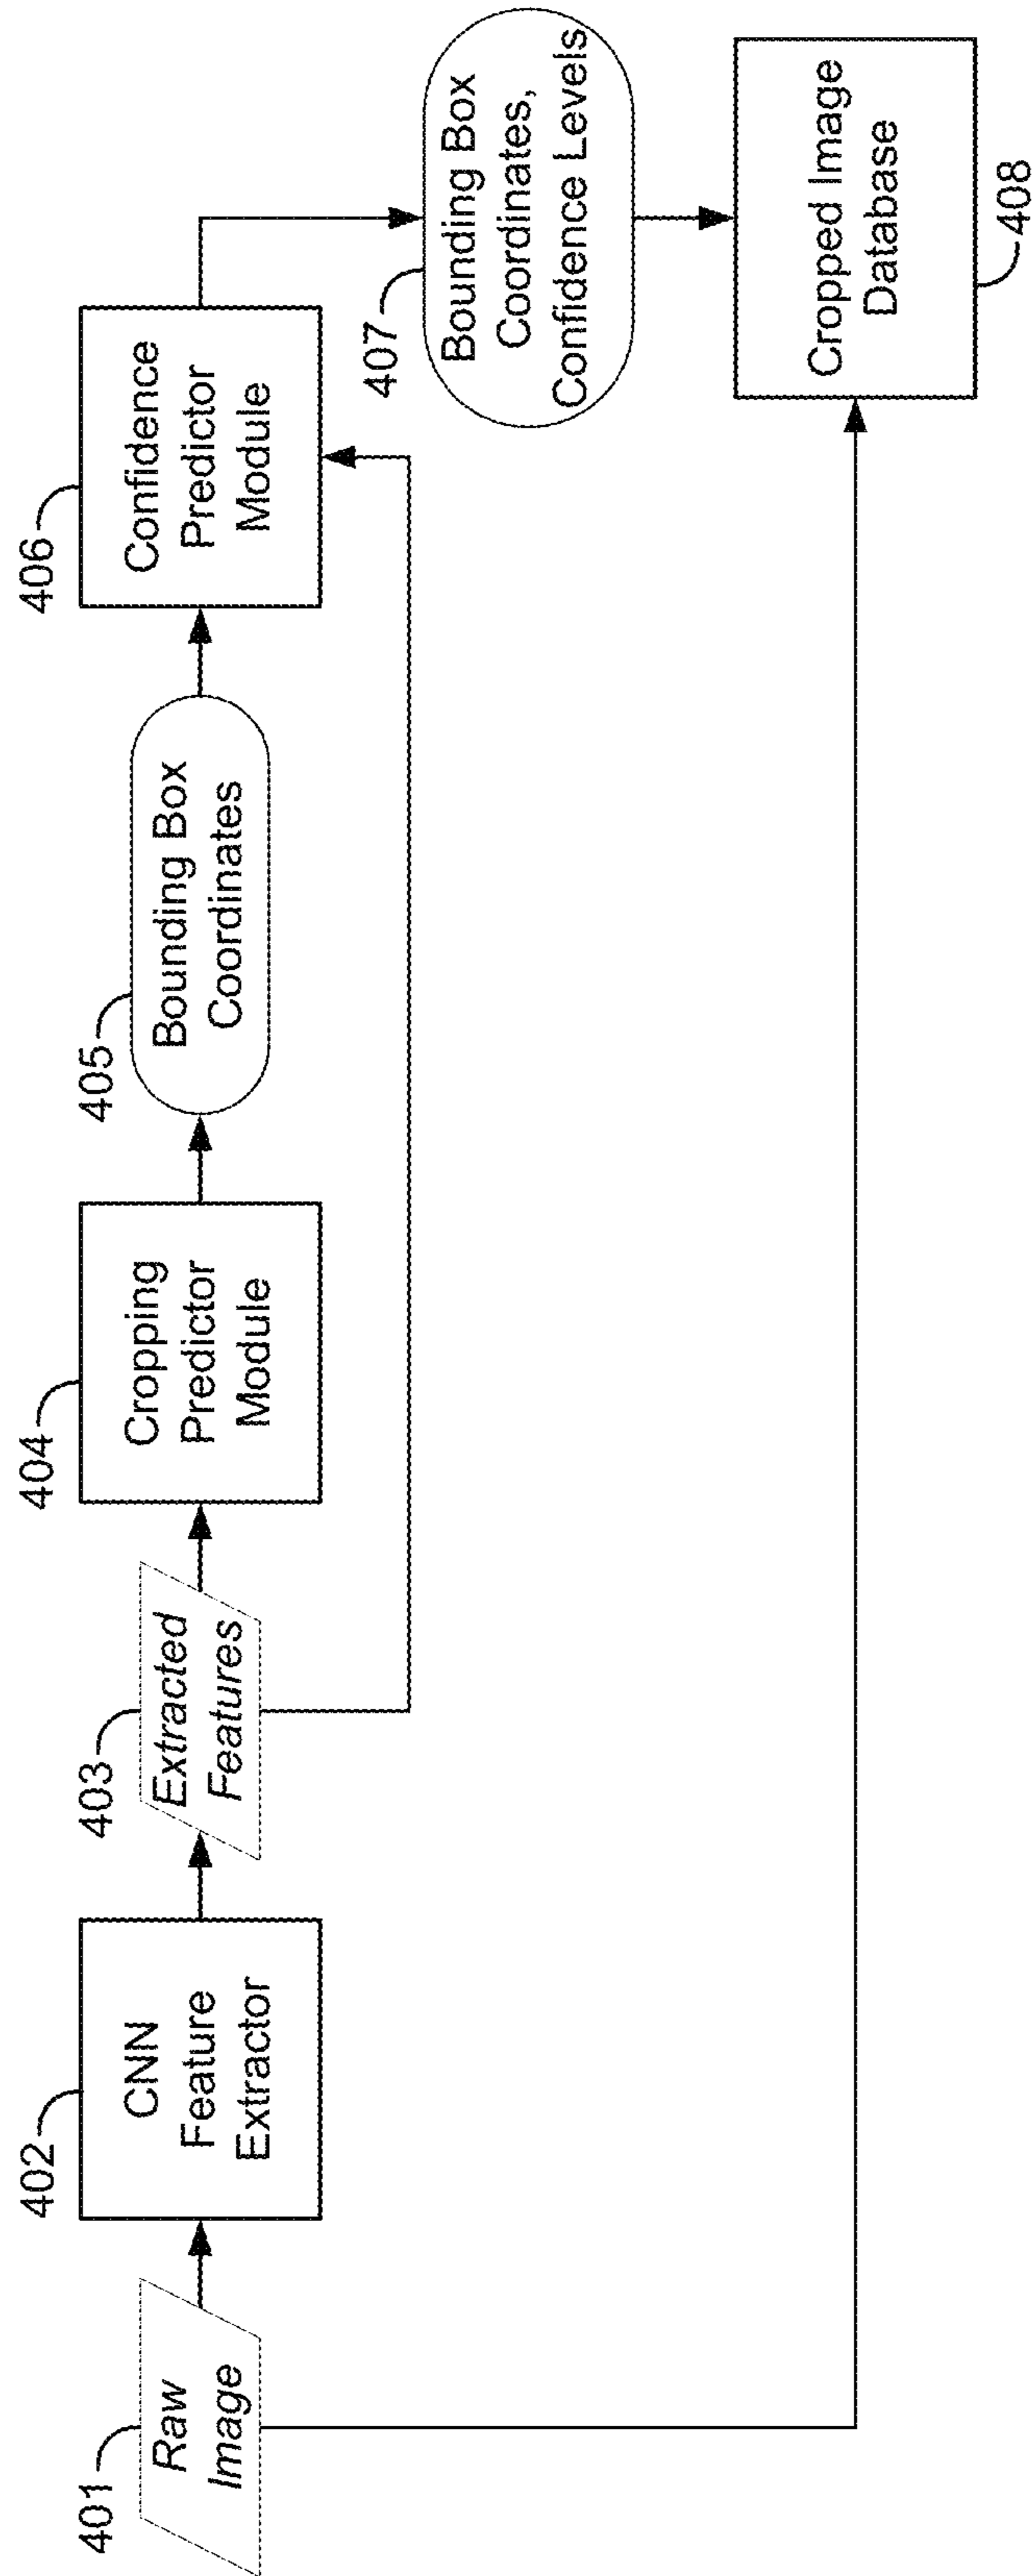 401
Raw
Image
402
CNN
Feature
Extractor
403
Extracted
Features
404
Cropping
Predictor
Module
405
Bounding Box
Coordinates
406
Confidence
Predictor
Module
407
Bounding Box
Coordinates,
Confidence Levels
Cropped Image
Database
408